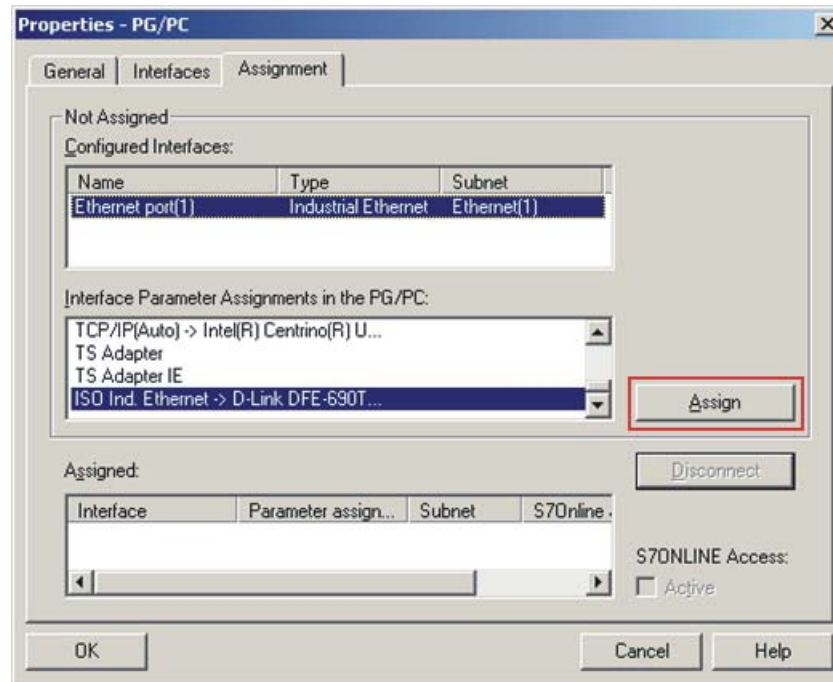 Properties - PG/PC
General Interfaces Assignment
Not Assigned
Configured Interfaces:
Name Type Subnet
Ethernet port(1) Industrial Ethernet Ethernet(1)
Interface Parameter Assignments in the PG/PC:
TCP/IP(Auto) -> Intel(R) Centrino(R) U...
TS Adapter
TS Adapter IE
ISO Ind. Ethernet -> D-Link DFE-690T...
Assign
Assigned:
Disconnect
Interface Parameter assign... Subnet S7Online
S7ONLINE Access:
Active
OK Cancel Help